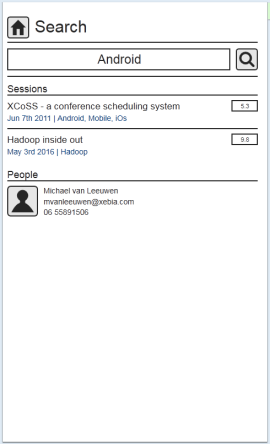 Search
Android
Sessions
XCoSS - a conference scheduling system
5.3
Jun 7th 2011 | Android, Mobile, iOs
Hadoop inside out
9.8
May 3rd 2016 | Hadoop
People
Michael van Leeuwen
mvanleeuwen@xebia.com
06 55891506